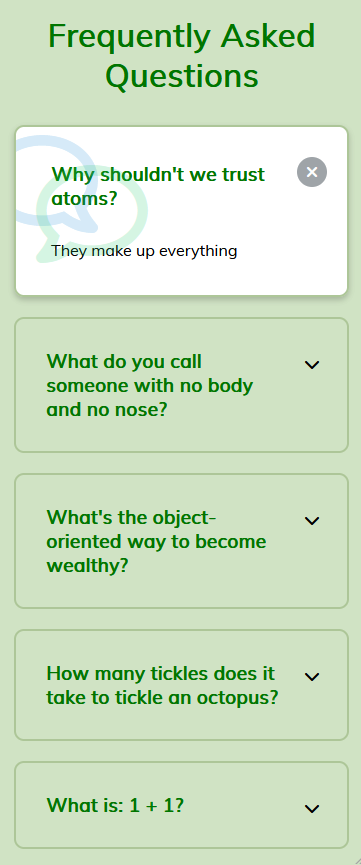 Frequently Asked
Questions
Why shouldn't we trust
atoms?
They make up everything
What do you call
someone with no body
and no nose?
What's the object-
oriented way to become
wealthy?
How many tickles does it
take to tickle an octopus?
What is: 1 + 1?